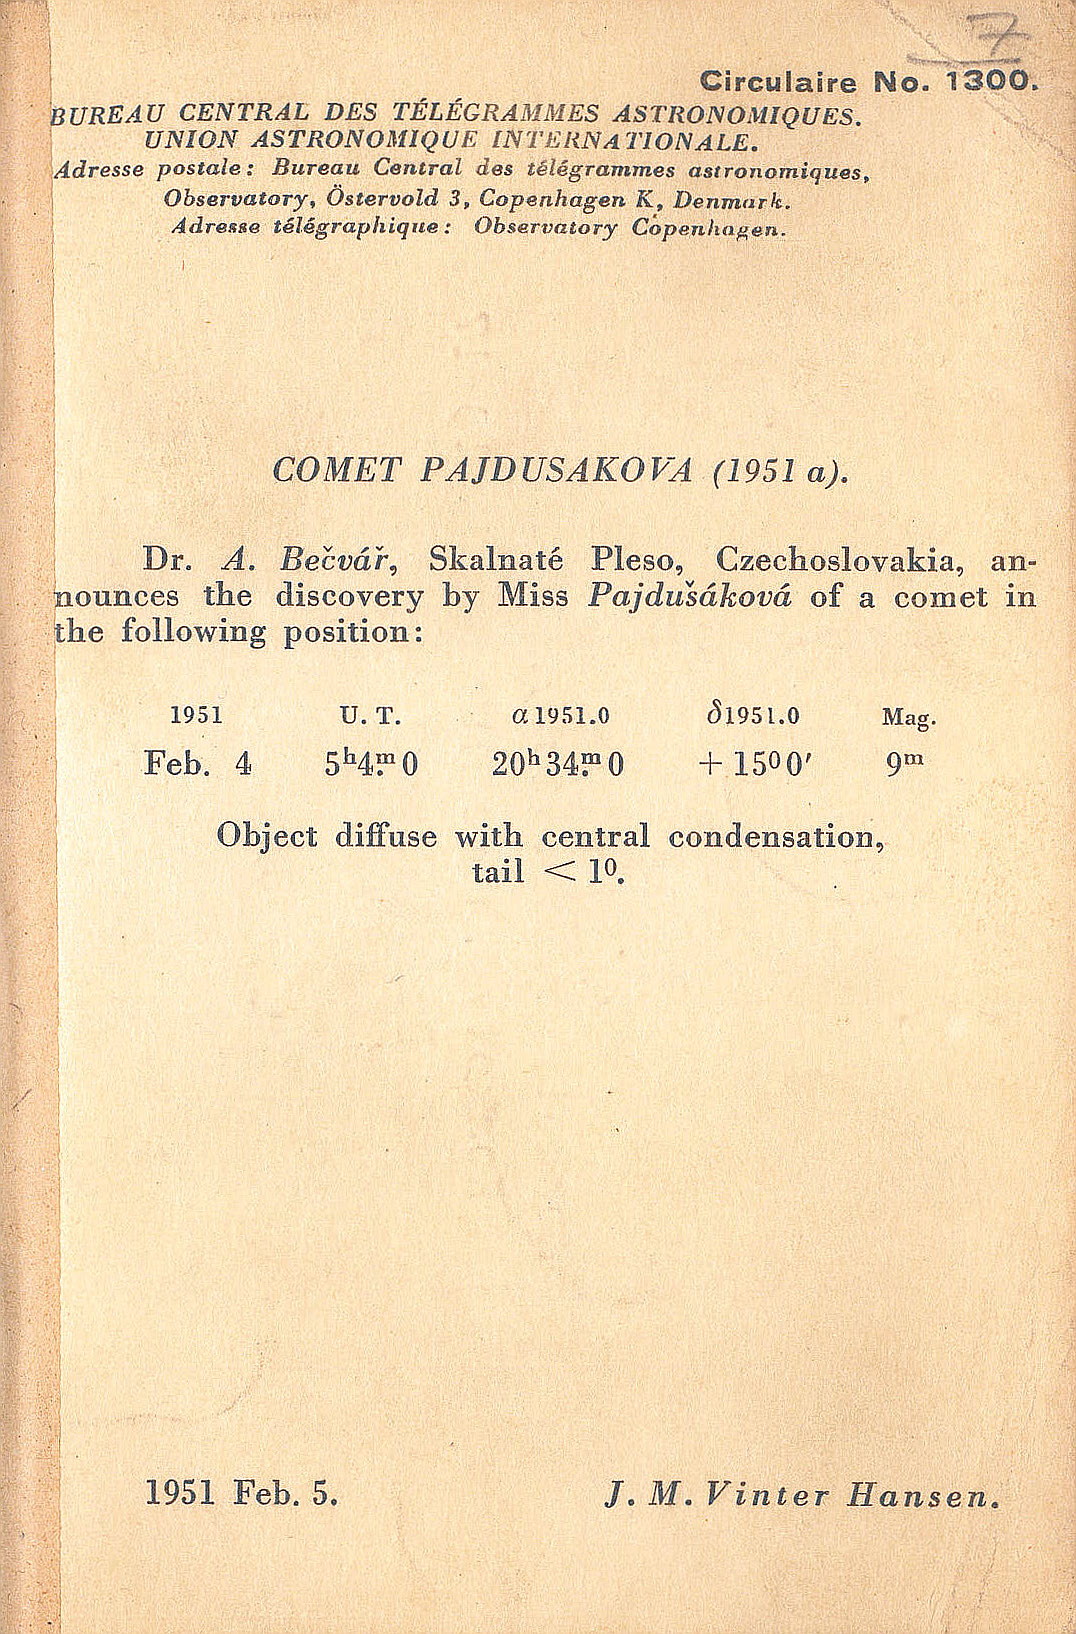 7
Circulaire No. 1300.
BUREAU CENTRAL DES TÉLÉGRAMMES ASTRONOMIQUES.
UNION ASTRONOMIQUE INTERNATIONALE.
Adresse postale: Bureau Central des télégrammes astronomiques,
Observatory, Östervold 3, Copenhagen K, Denmark.
Adresse télégraphique: Observatory Copenhagen.
COMET PAJDUSAKOVA (1951 a).
Dr. A. Bečvář, Skalnaté Pleso, Czechoslovakia, an-
nounces the discovery by Miss Pajdušáková of a comet in
the following position:
1951 U. T. α1951.0 δ1951.0 Mag.
Feb. 4 5ʰ4ᵐ.0 20ʰ34ᵐ.0 + 15⁰0′ 9ᵐ
Object diffuse with central condensation,
tail < 1⁰.
1951 Feb. 5. J. M. Vinter Hansen.